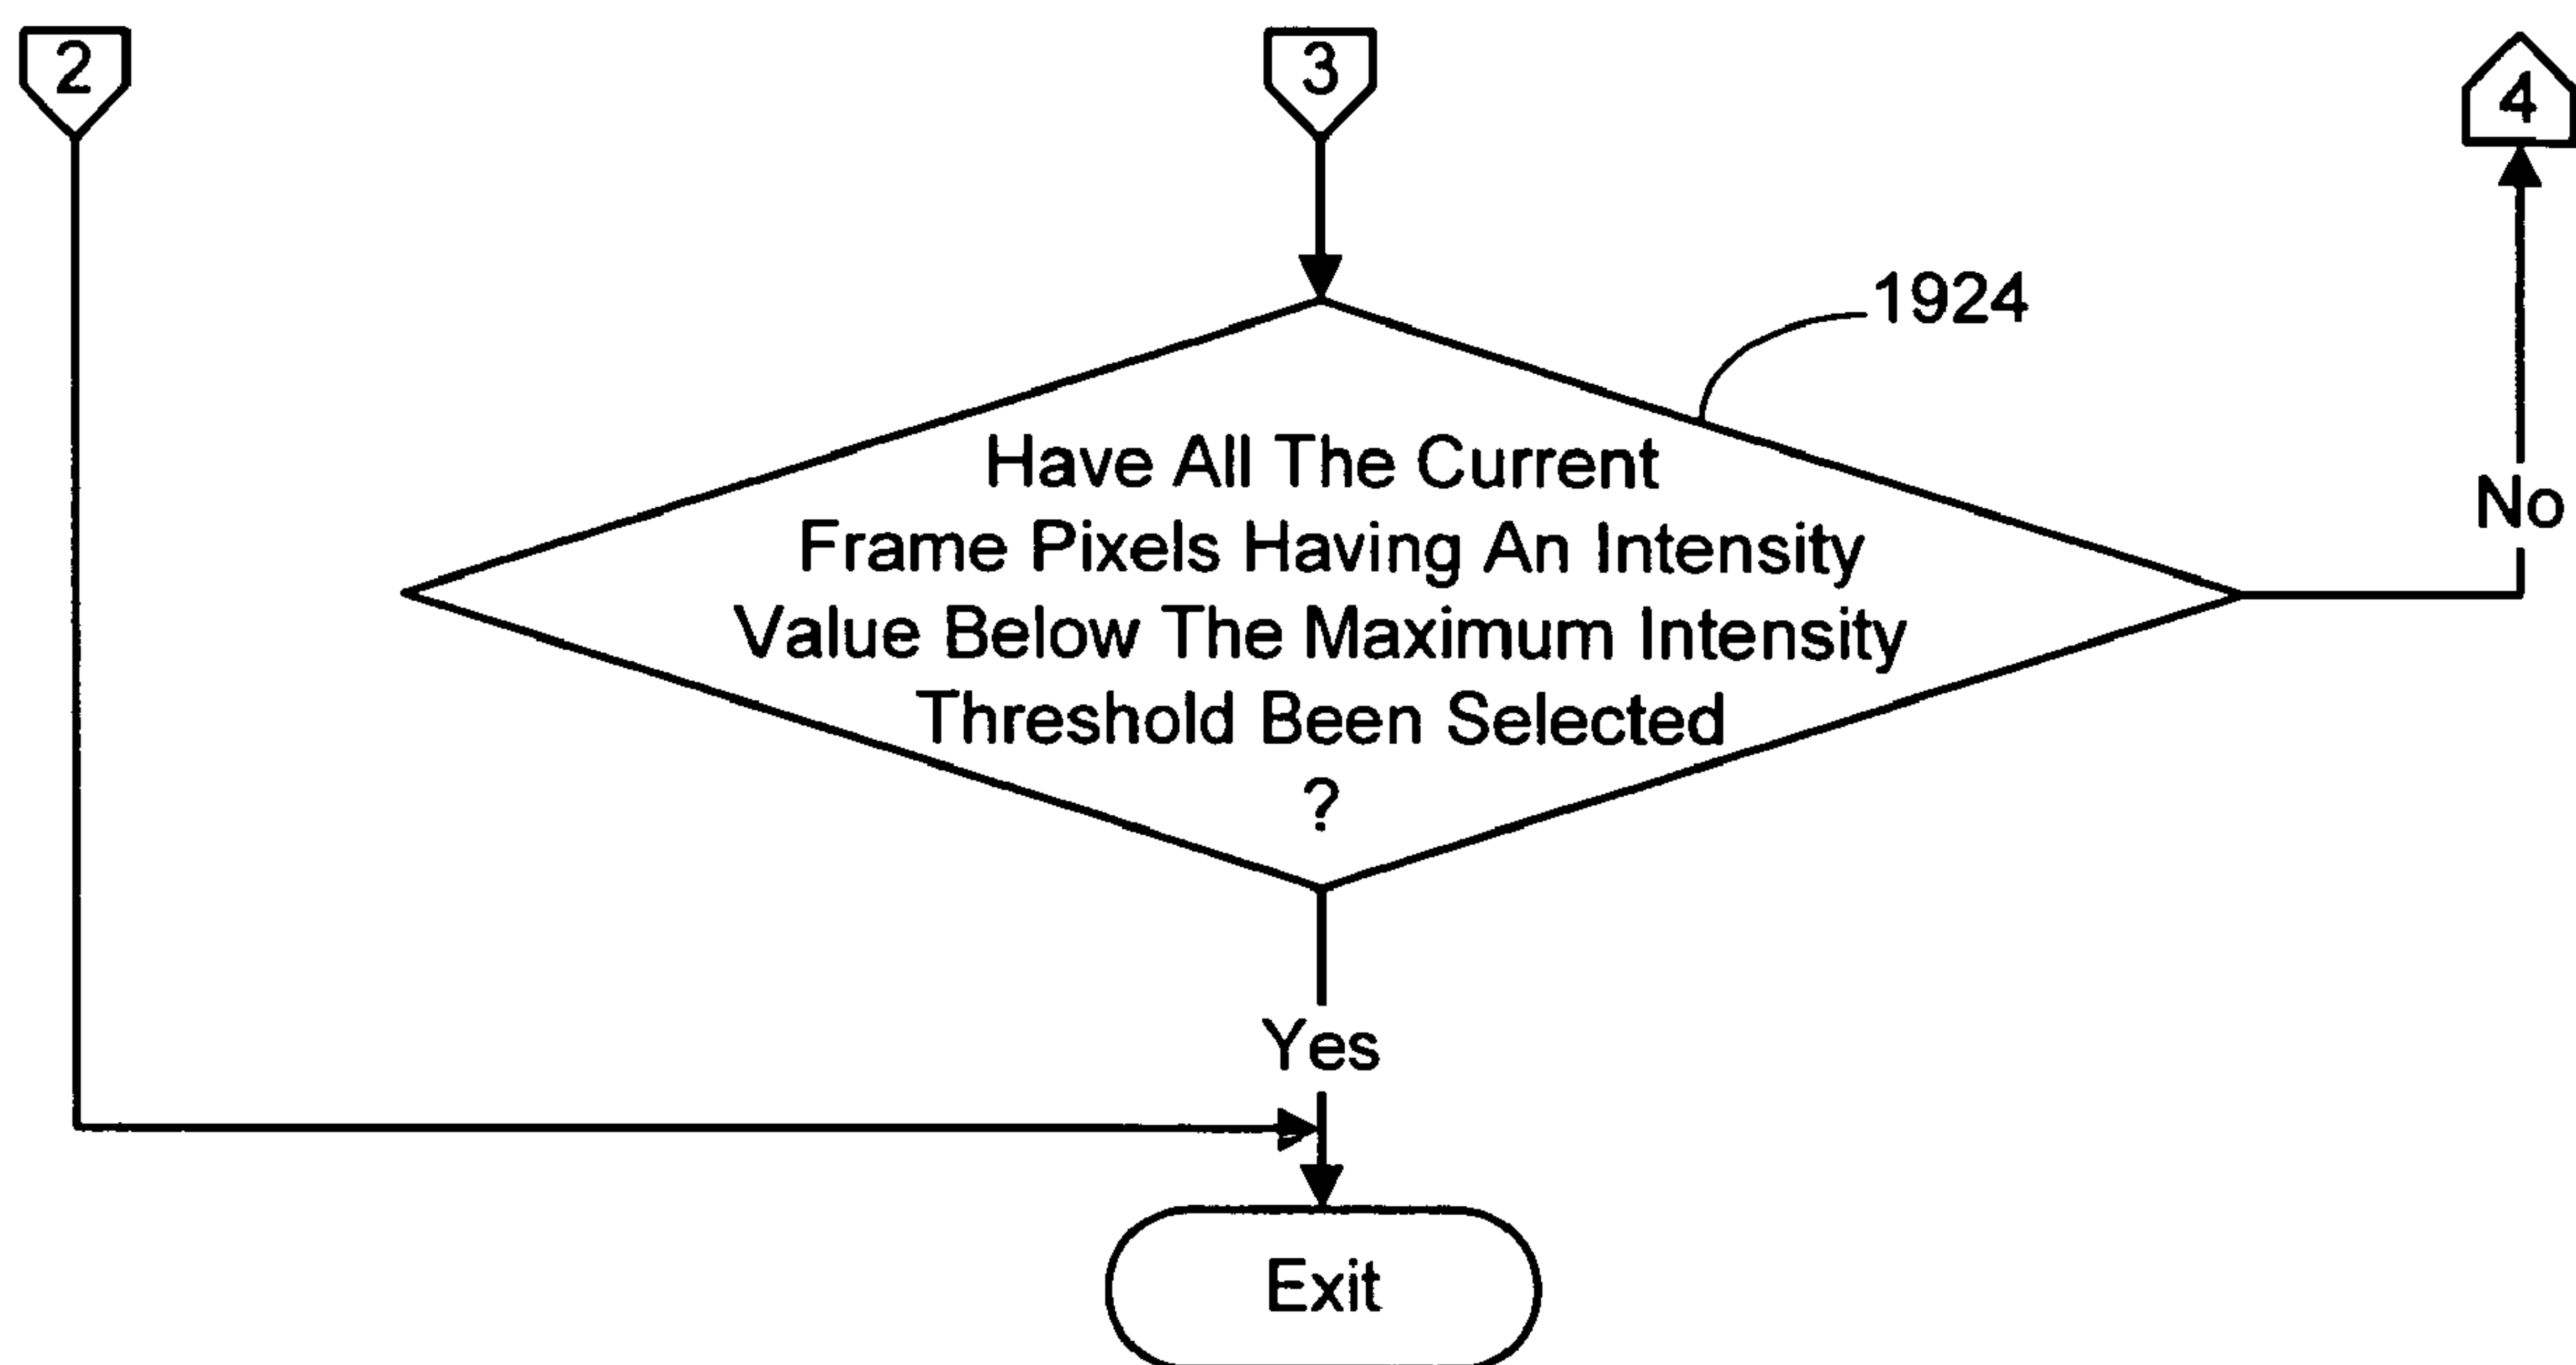 2
3
4
1924
Have All The Current
Frame Pixels Having An Intensity
Value Below The Maximum Intensity
Threshold Been Selected
?
No
Yes
Exit